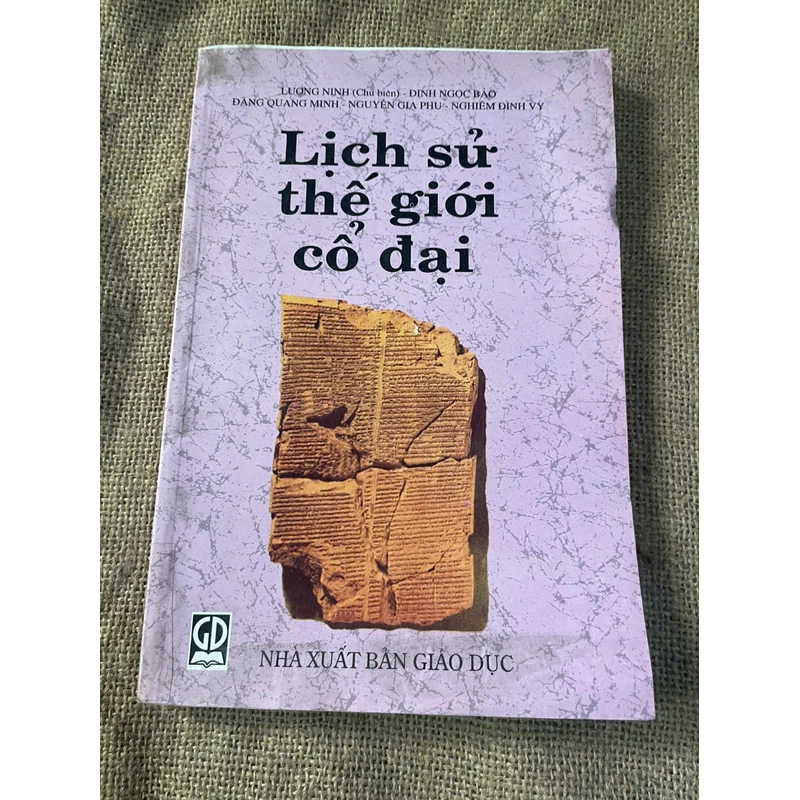 LƯƠNG NINH (Chủ biên) - ĐINH NGỌC BẢO
ĐẶNG QUANG MINH - NGUYỄN GIA PHU - NGHIÊM ĐÌNH VỲ
Lịch sử
thế giới
cổ đại
GD
NHÀ XUẤT BẢN GIÁO DỤC